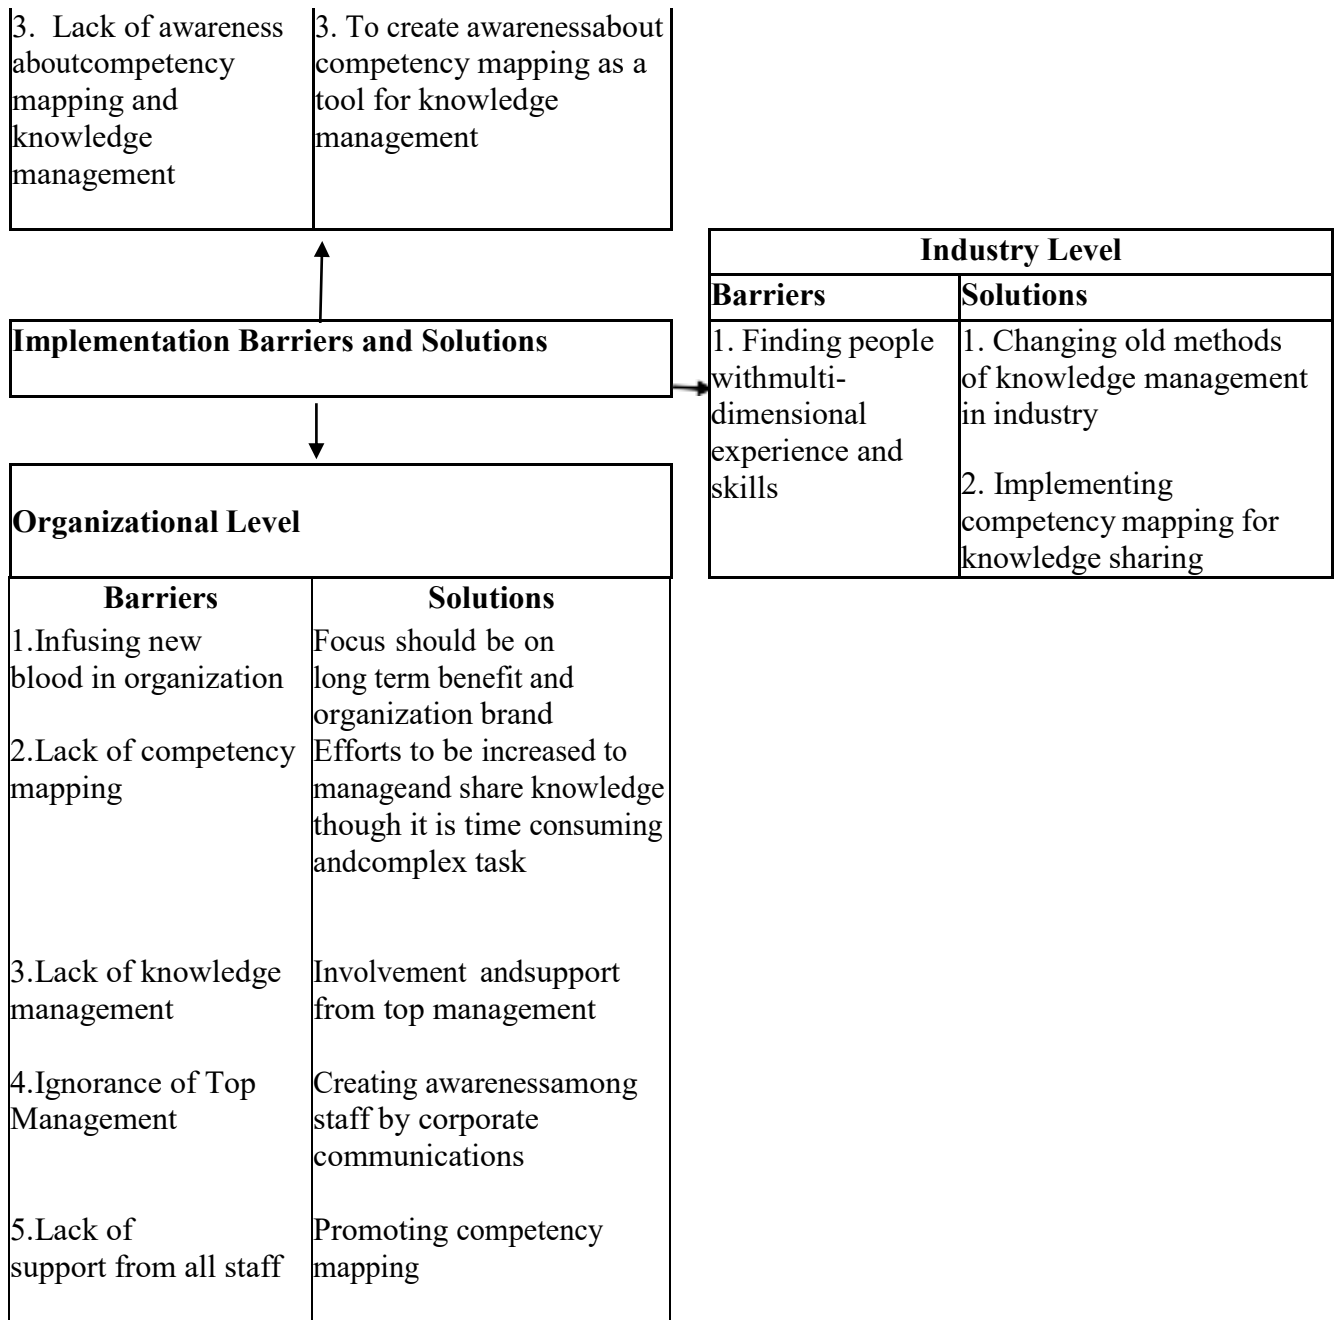 3. Lack of awareness
aboutcompetency
mapping and
knowledge
management
3. To create awarenessabout
competency mapping as a
tool for knowledge
management
Implementation Barriers and Solutions
Industry Level
Barriers
Solutions
1. Finding people
withmulti-
dimensional
experience and
skills
1. Changing old methods
of knowledge management
in industry
2. Implementing
competency mapping for
knowledge sharing
Organizational Level
Barriers
Solutions
1.Infusing new
blood in organization
Focus should be on
long term benefit and
organization brand
2.Lack of competency
mapping
Efforts to be increased to
manageand share knowledge
though it is time consuming
andcomplex task
3.Lack of knowledge
management
Involvement andsupport
from top management
4.Ignorance of Top
Management
Creating awarenessamong
staff by corporate
communications
5.Lack of
support from all staff
Promoting competency
mapping